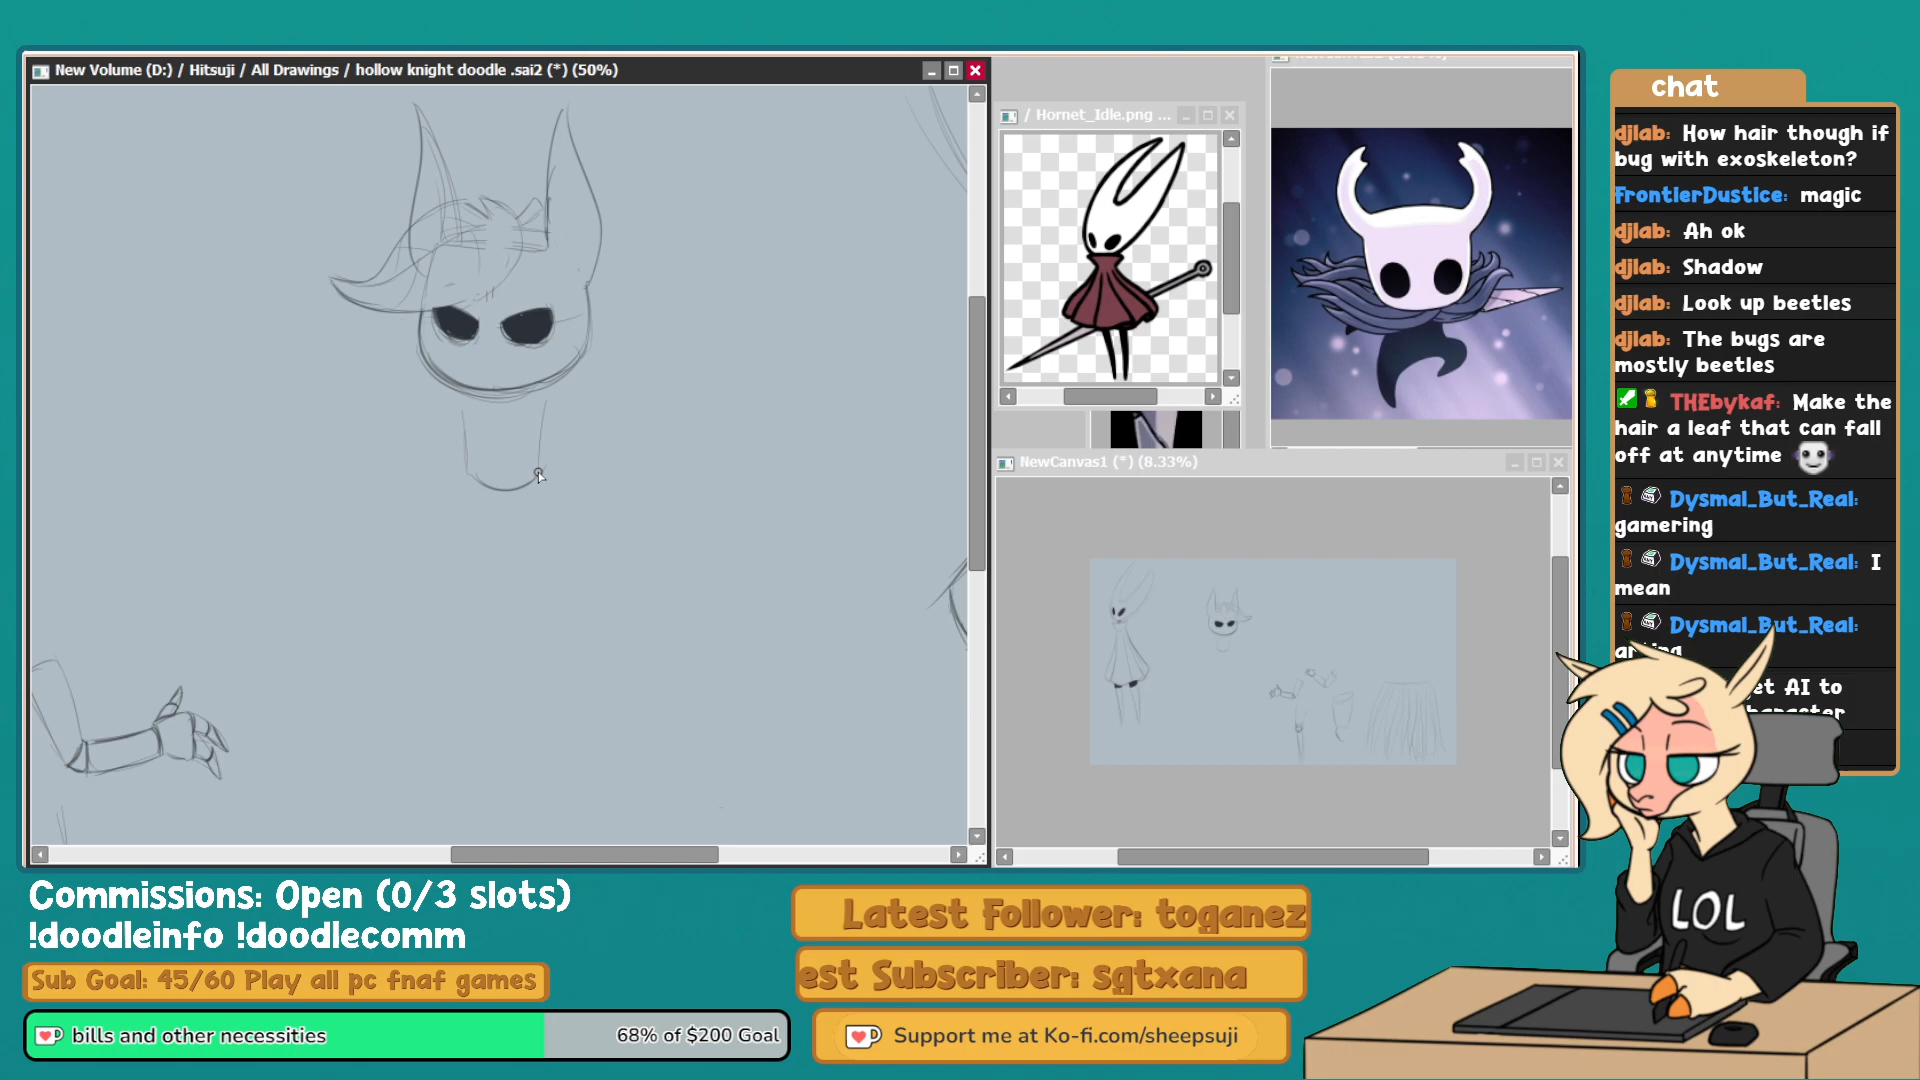 New Volume (D:) / Hitsuji / All Drawings / hollow knight doodle .sai2 (*) (50%)
/ Hornet_Idle.png ...
NewCanvas1 (*) (8.33%)
chat
djlab: How hair though if
bug with exoskeleton?
FrontierDustice: magic
djlab: Ah ok
djlab: Shadow
djlab: Look up beetles
djlab: The bugs are
mostly beetles
THEbykaf: Make the
hair a leaf that can fall
off at anytime
Dysmal_But_Real:
gamering
Dysmal_But_Real: I
mean
Dysmal_But_Real:
AI to
LOL
Commissions: Open (0/3 slots)
!doodleinfo !doodlecomm
Sub Goal: 45/60 Play all pc fnaf games
bills and other necessities
68% of $200 Goal
Latest Follower: toganez
est Subscriber: sgtxana
Support me at Ko-fi.com/sheepsuji